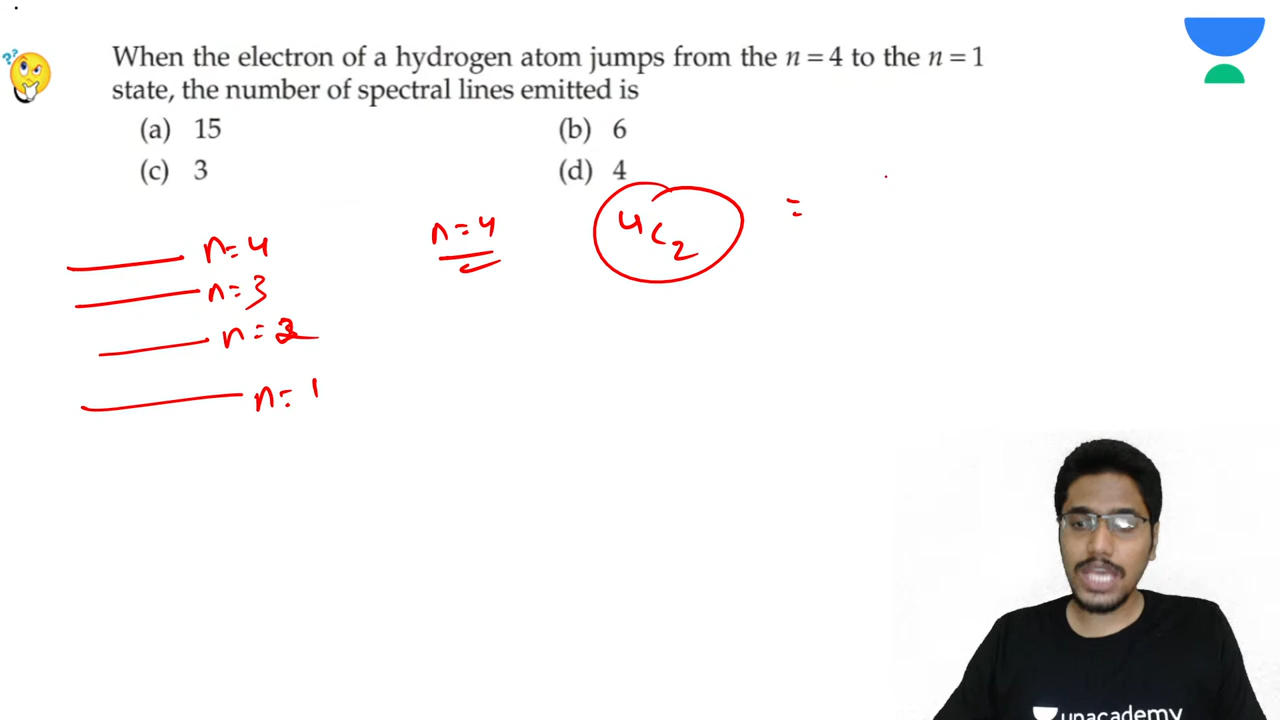 ??
When the electron of a hydrogen atom jumps from the n = 4 to the n = 1
state, the number of spectral lines emitted is
(a) 15
(b) 6
(c) 3
(d) 4
n=4
n=3
n=2
n=1
n=4
4C2 =
unacademy